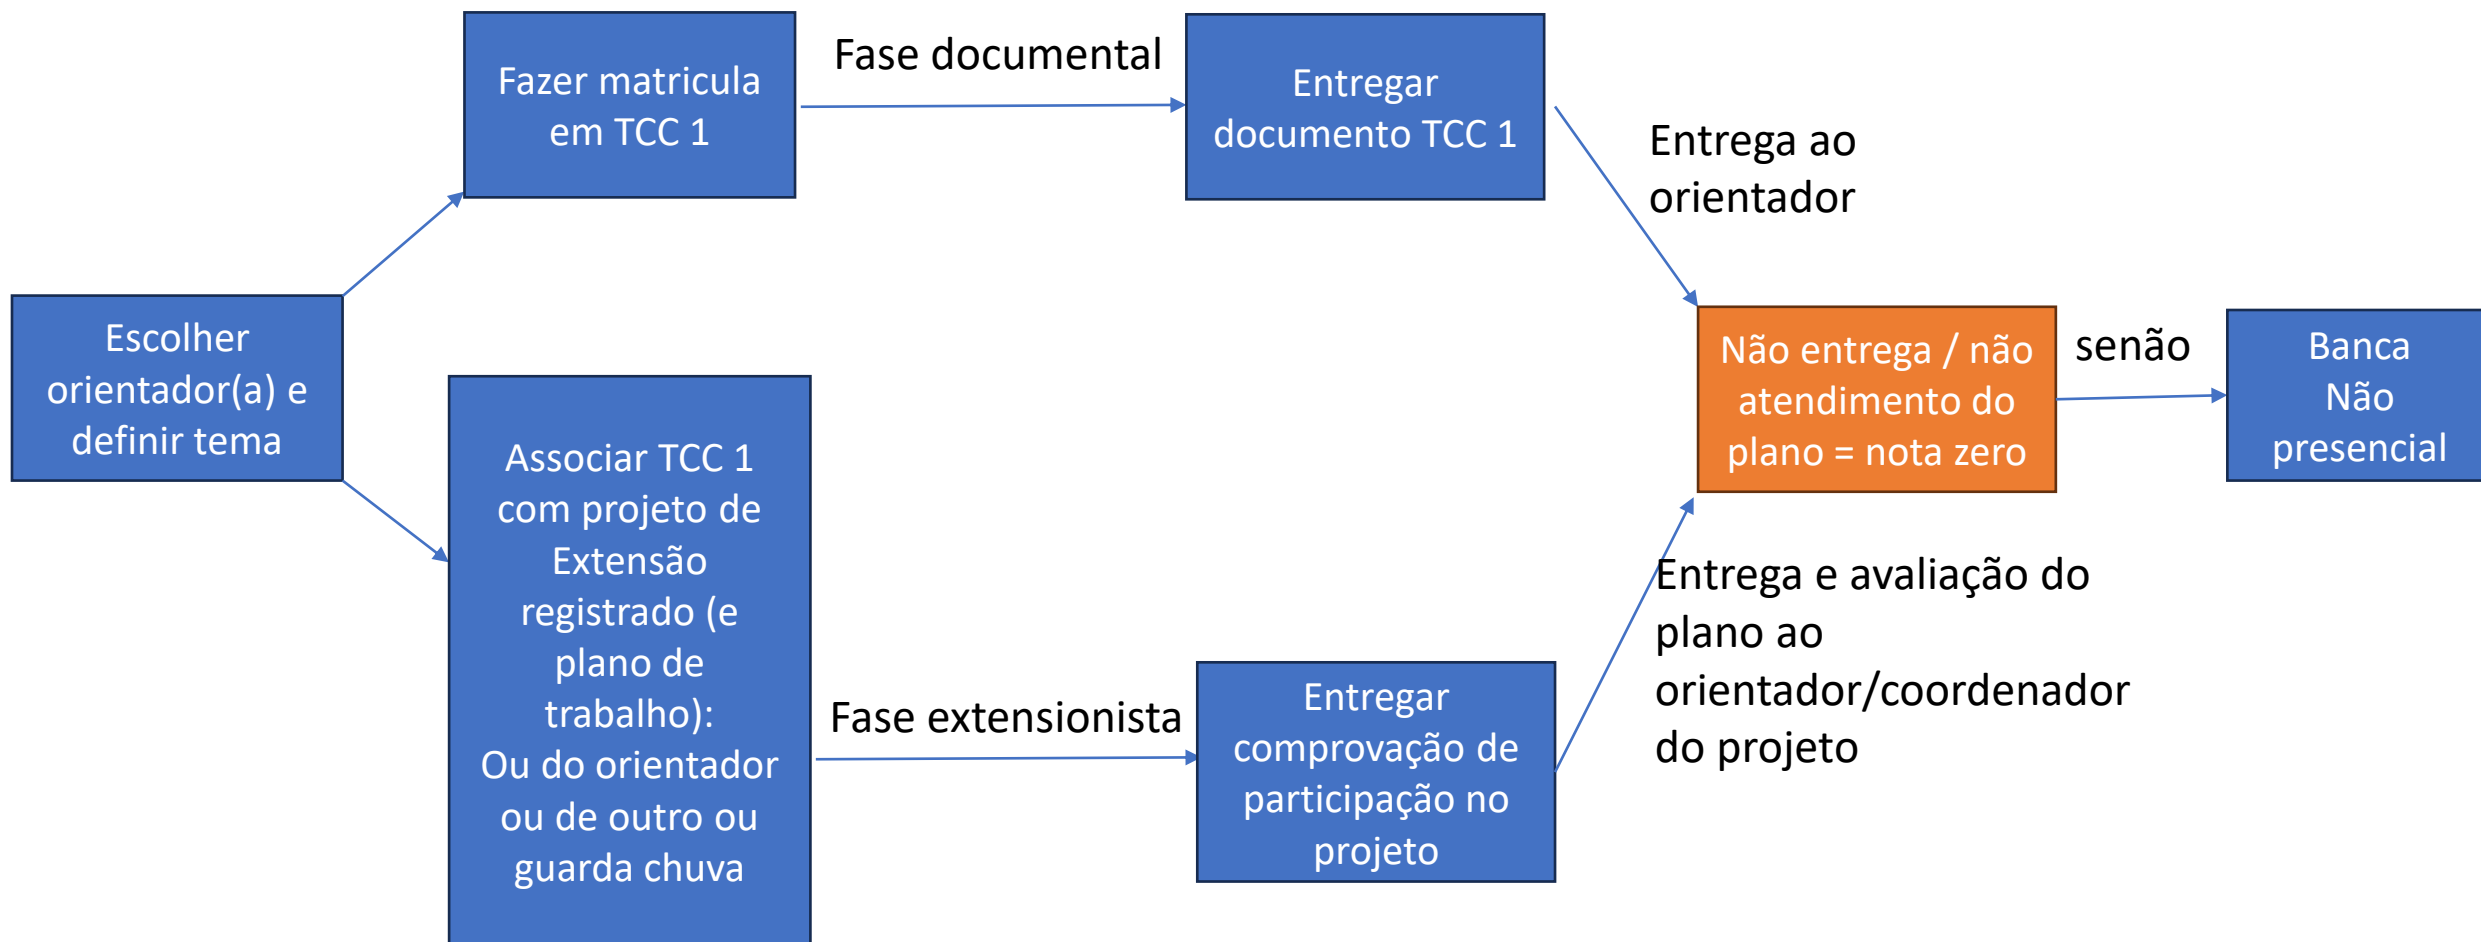 Fazer matricula
em TCC 1
Fase documental
Entregar
documento TCC 1
Entrega ao
orientador
Escolher
orientador(a) e
definir tema
Associar TCC 1
com projeto de
Extensão
registrado (e
plano de
trabalho):
Ou do orientador
ou de outro ou
guarda chuva
Fase extensionista
Entregar
comprovação de
participação no
projeto
Entrega e avaliação do
plano ao
orientador/coordenador
do projeto
Não entrega / não
atendimento do
plano = nota zero
senão
Banca
Não
presencial